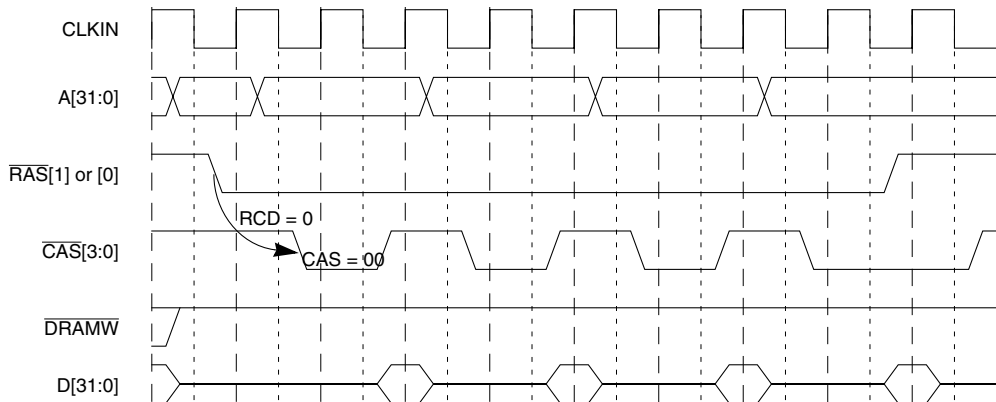 CLKIN
A[31:0]
RAS[1] or [0]
RCD = 0
CAS[3:0]
CAS = 00
DRAMW
D[31:0]